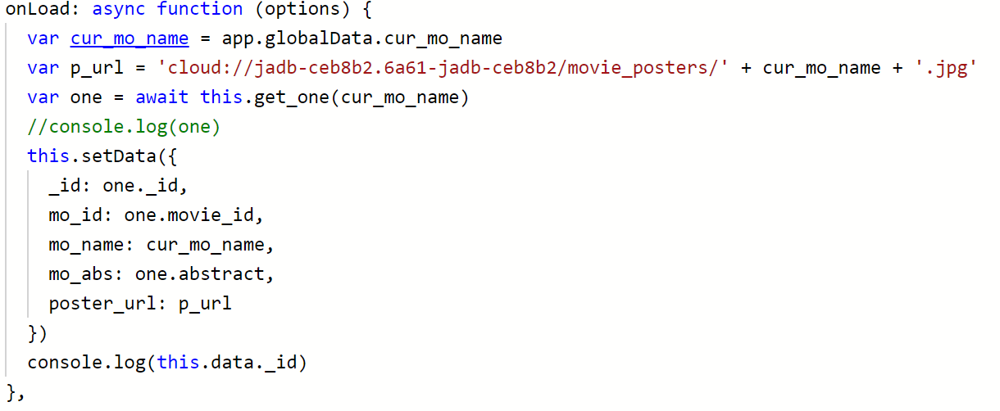 onLoad: async function (options) {
var cur_mo_name = app.globalData.cur_mo_name
var p_url = 'cloud://jadb-ceb8b2.6a61-jadb-ceb8b2/movie_posters/' + cur_mo_name + '.jpg'
var one = await this.get_one(cur_mo_name)
//console.log(one)
this.setData({
_id: one._id,
mo_id: one.movie_id,
mo_name: cur_mo_name,
mo_abs: one.abstract,
poster_url: p_url
})
console.log(this.data._id)
},